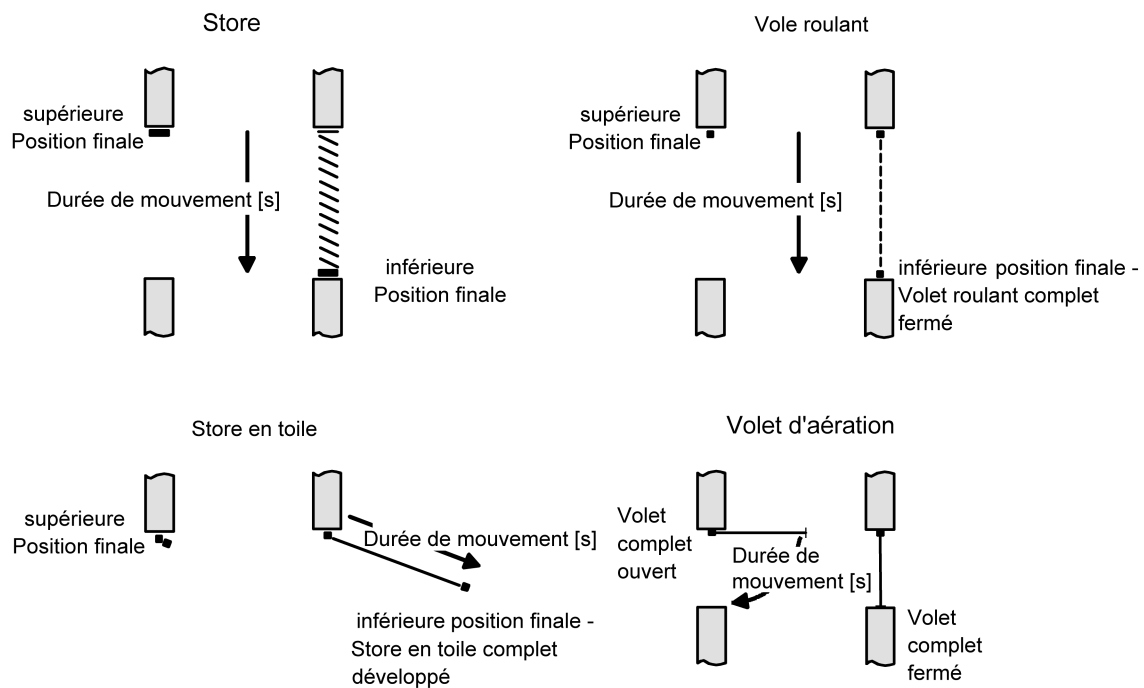 Store
supérieure
Position finale
Durée de mouvement [s]
inférieure
Position finale
Vole roulant
supérieure
Position finale
Durée de mouvement [s]
inférieure position finale -
Volet roulant complet
fermé
Store en toile
supérieure
Position finale
Durée de mouvement [s]
inférieure position finale -
Store en toile complet
développé
Volet d'aération
Volet
complet
ouvert
Durée de
mouvement [s]
Volet
complet
fermé